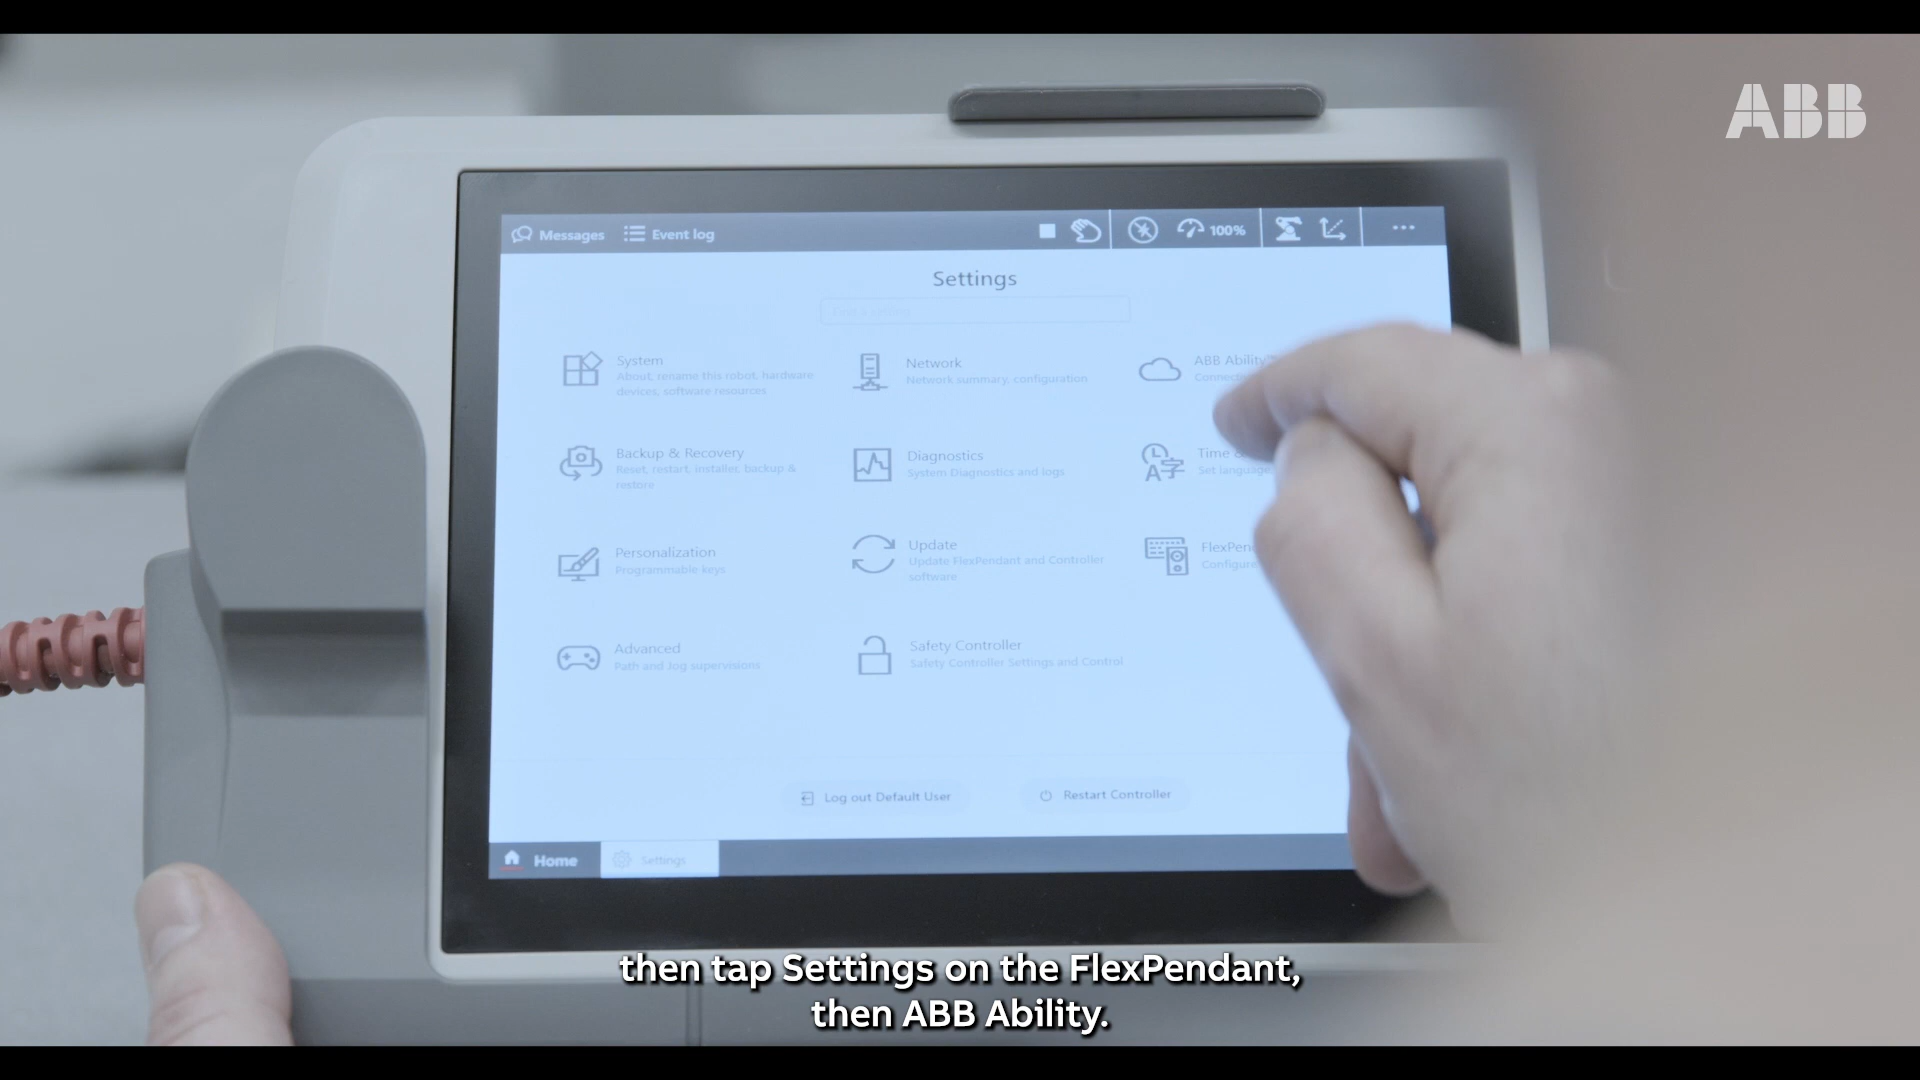 ABB
Messages
Event log
100%
Settings
System
About, rename this robot, hardware
devices, software resources
Network
Network summary, configuration
ABB Ability™
Backup & Recovery
Reset, restart, installer, backup &
restore
Diagnostics
System Diagnostics and logs
Time &
Set language
Personalization
Programmable keys
Update
Update FlexPendant and Controller
software
Configure
Advanced
Path and Jog supervisions
Safety Controller
Safety Controller Settings and Control
Log out Default User
Restart Controller
Home
Settings
then tap Settings on the FlexPendant,
then ABB Ability.